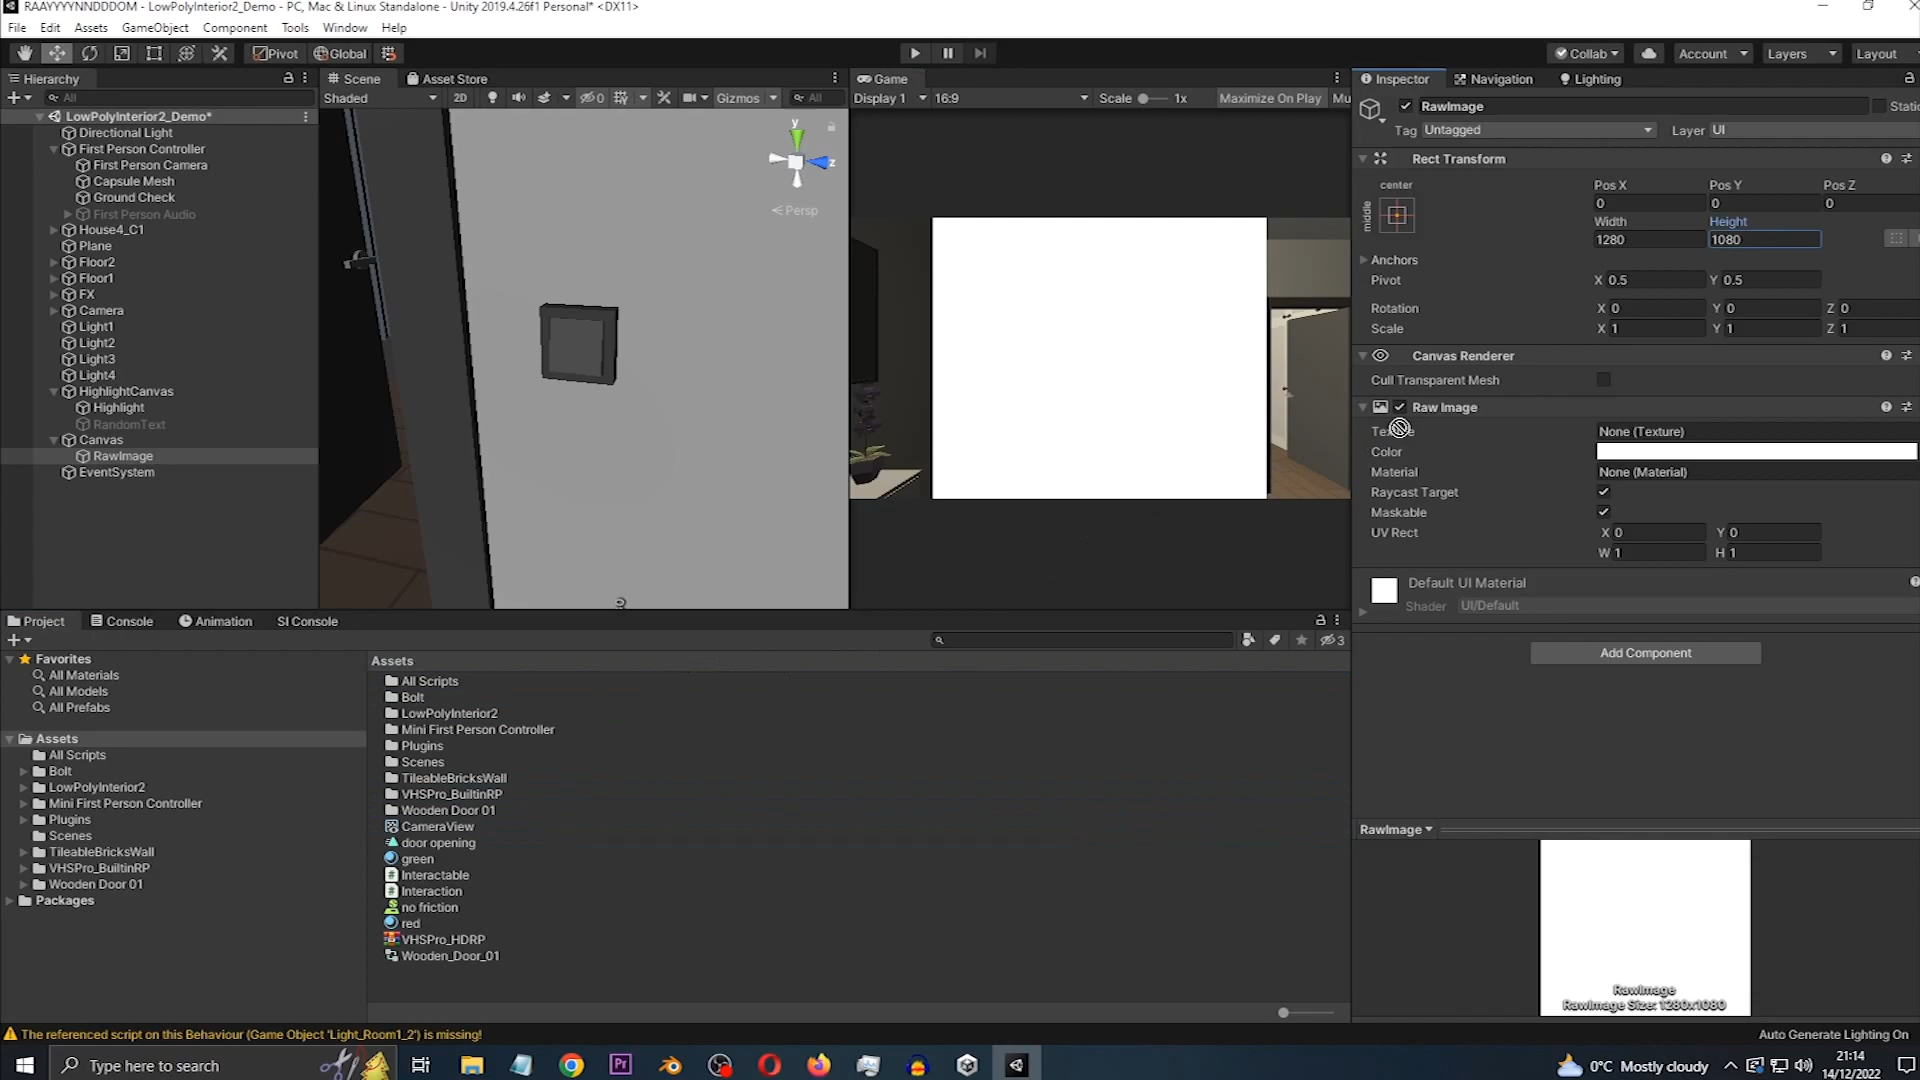 RAAYYYYNNDDDOM - LowPolyInterior2_Demo - PC, Mac & Linux Standalone - Unity 2019.4.26f1 Personal* <DX11>
File Edit Assets GameObject Component Tools Window Help
Pivot Global Collab Account Layers Layout
Hierarchy
All
LowPolyInterior2_Demo*
Directional Light
First Person Controller
First Person Camera
Capsule Mesh
Ground Check
First Person Audio
House4_C1
Plane
Floor2
Floor1
FX
Camera
Light1
Light2
Light3
Light4
HighlightCanvas
Highlight
RandomText
Canvas
RawImage
EventSystem
Scene Asset Store
Shaded 2D 0 Gizmos All
y
z
Persp
Game
Display 1 16:9 Scale 1x Maximize On Play Mu
Inspector Navigation Lighting
RawImage Static
Tag Untagged Layer UI
Rect Transform
center
middle
Pos X Pos Y Pos Z
0 0 0
Width Height
1280 1080
Anchors
Pivot X 0.5 Y 0.5
Rotation X 0 Y 0 Z 0
Scale X 1 Y 1 Z 1
Canvas Renderer
Cull Transparent Mesh
Raw Image
Texture None (Texture)
Color
Material None (Material)
Raycast Target
Maskable
UV Rect X 0 Y 0
W 1 H 1
Default UI Material
Shader UI/Default
Add Component
RawImage
RawImage
RawImage Size: 1280x1080
Project Console Animation SI Console
3
Favorites
All Materials
All Models
All Prefabs
Assets
All Scripts
Bolt
LowPolyInterior2
Mini First Person Controller
Plugins
Scenes
TileableBricksWall
VHSPro_BuiltinRP
Wooden Door 01
Packages
Assets
All Scripts
Bolt
LowPolyInterior2
Mini First Person Controller
Plugins
Scenes
TileableBricksWall
VHSPro_BuiltinRP
Wooden Door 01
CameraView
door opening
green
Interactable
Interaction
no friction
red
VHSPro_HDRP
Wooden_Door_01
The referenced script on this Behaviour (Game Object 'Light_Room1_2') is missing!
Auto Generate Lighting On
Type here to search
0°C Mostly cloudy
21:14
14/12/2022